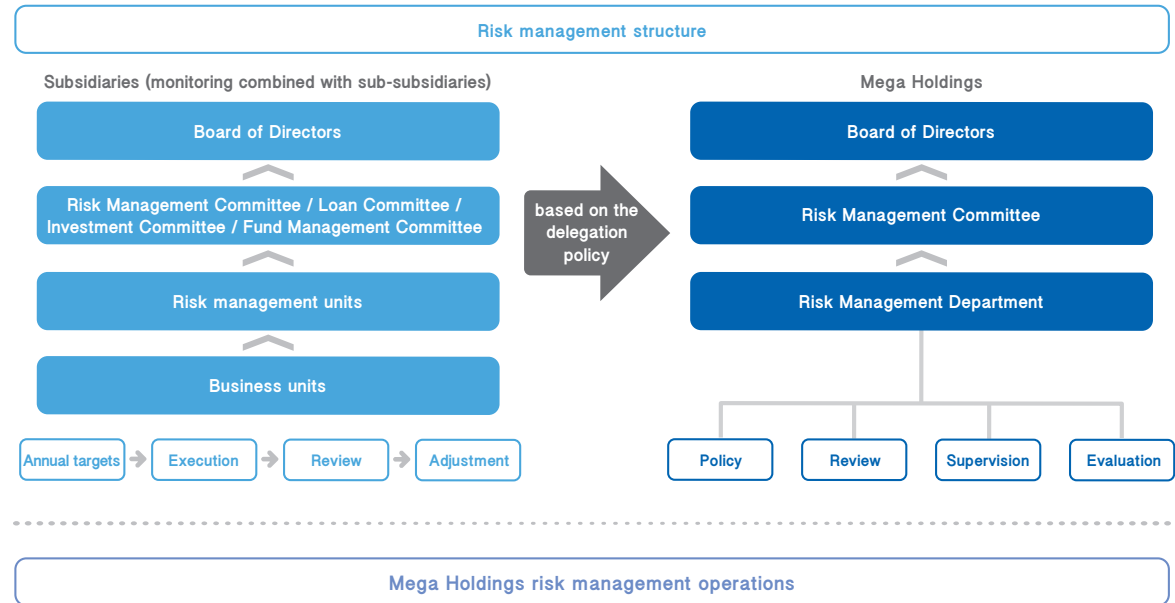 Risk management structure
Subsidiaries (monitoring combined with sub-subsidiaries)
Board of Directors
Risk Management Committee / Loan Committee /
Investment Committee / Fund Management Committee
Risk management units
Business units
Annual targets
Execution
Review
Adjustment
based on the
delegation
policy
Mega Holdings
Board of Directors
Risk Management Committee
Risk Management Department
Policy
Review
Supervision
Evaluation
Mega Holdings risk management operations